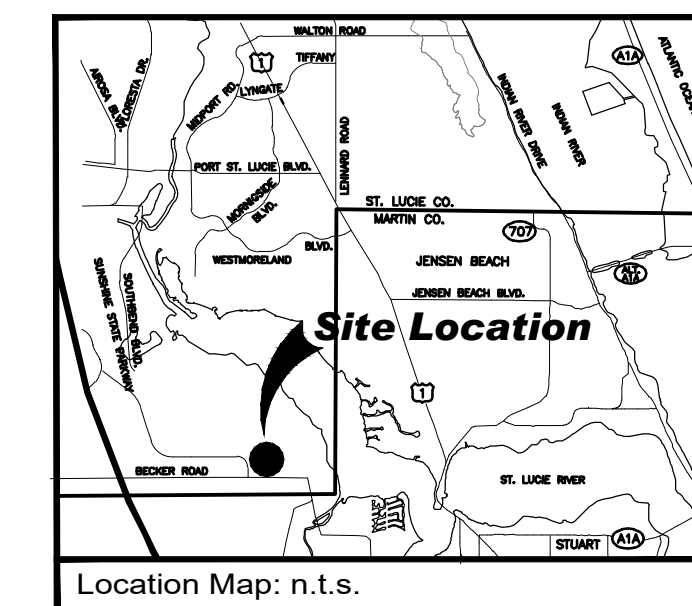 WALTON ROAD
TIFFANY
1
LYNGATE
MIDPORT RD.
AIROSA BLVD.
FLORESTA DR.
A1A
ATLANTIC OCEAN
INDIAN RIVER DRIVE
INDIAN RIVER
LENNARD ROAD
PORT ST. LUCIE BLVD.
MORNIGSIDE
BLVD.
ST. LUCIE CO.
MARTIN CO.
707
BLVD.
WESTMORELAND
JENSEN BEACH
ALT.
A1A
JENSEN BEACH BLVD.
SOUTHBEND BLVD.
SUNSHINE STATE PARKWAY
Site Location
1
BECKER ROAD
ST. LUCIE RIVER
STUART
A1A
Location Map: n.t.s.